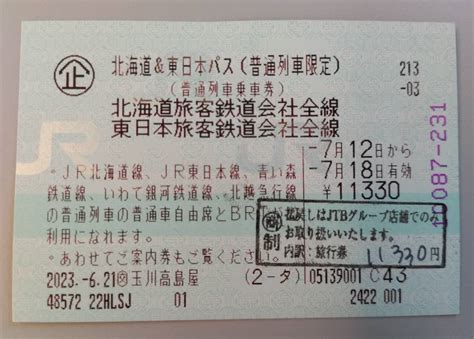 企 北海道&東日本パス(普通列車限定) 213
(普通列車乗車券) -03
北海道旅客鉄道会社全線
東日本旅客鉄道会社全線
-7月12日から
・JR北海道線、JR東日本線、青い森 -7月18日有効
鉄道線、いわて銀河鉄道線、北越急行線 ¥11330
の普通列車の普通車自由席とBRTが
利用になれます。
・あわせてご案内券もご覧ください。
制
払戻しはJTBグループ店舗でのみ
お取り扱いいたします。
内訳:旅行券 11,330円
2023.-6.21 玉川高島屋 (2-タ) 05139001 C43
48572 22HLSJ 01 2422 001
10087-231